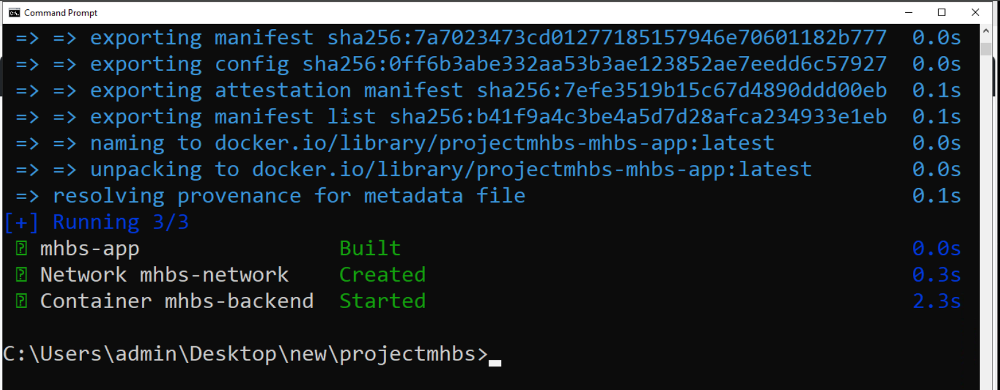 Command Prompt
=> => exporting manifest sha256:7a7023473cd01277185157946e70601182b777 0.0s
=> => exporting config sha256:0ff6b3abe332aa53b3ae123852ae7eedd6c57927 0.0s
=> => exporting attestation manifest sha256:7efe3519b15c67d4890ddd00eb 0.1s
=> => exporting manifest list sha256:b41f9a4c3be4a5d7d28afca234933e1eb 0.1s
=> => naming to docker.io/library/projectmhbs-mhbs-app:latest 0.0s
=> => unpacking to docker.io/library/projectmhbs-mhbs-app:latest 0.0s
=> resolving provenance for metadata file 0.1s
[+] Running 3/3
mhbs-app Built 0.0s
Network mhbs-network Created 0.3s
Container mhbs-backend Started 2.3s
C:\Users\admin\Desktop\new\projectmhbs>